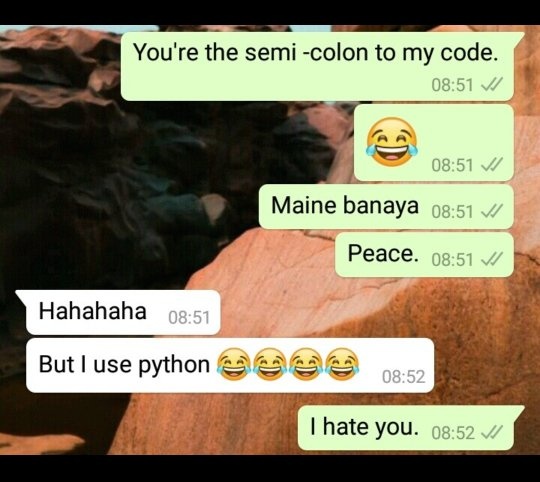 You're the semi -colon to my code.
08:51
😂
08:51
Maine banaya 08:51
Peace. 08:51
Hahahaha 08:51
But I use python 😂😂😂😂
08:52
I hate you. 08:52